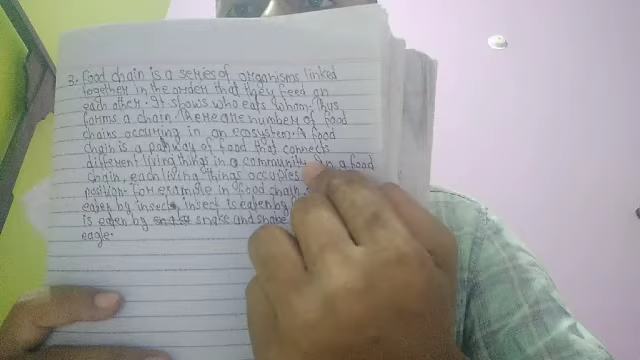 3. Food chain is a series of organisms linked
together in the order that they feed on
each other. It shows who eats whom. Thus
forms a chain. There are number of food
chains occuring in an ecosystem. A food
chain is a pathway of food that connects
different living things in a community. In a food
chain, each living things occupies
position. For example in food chain
eaten by insects, insect is eaten by
is eaten by snake and snake
eagle.